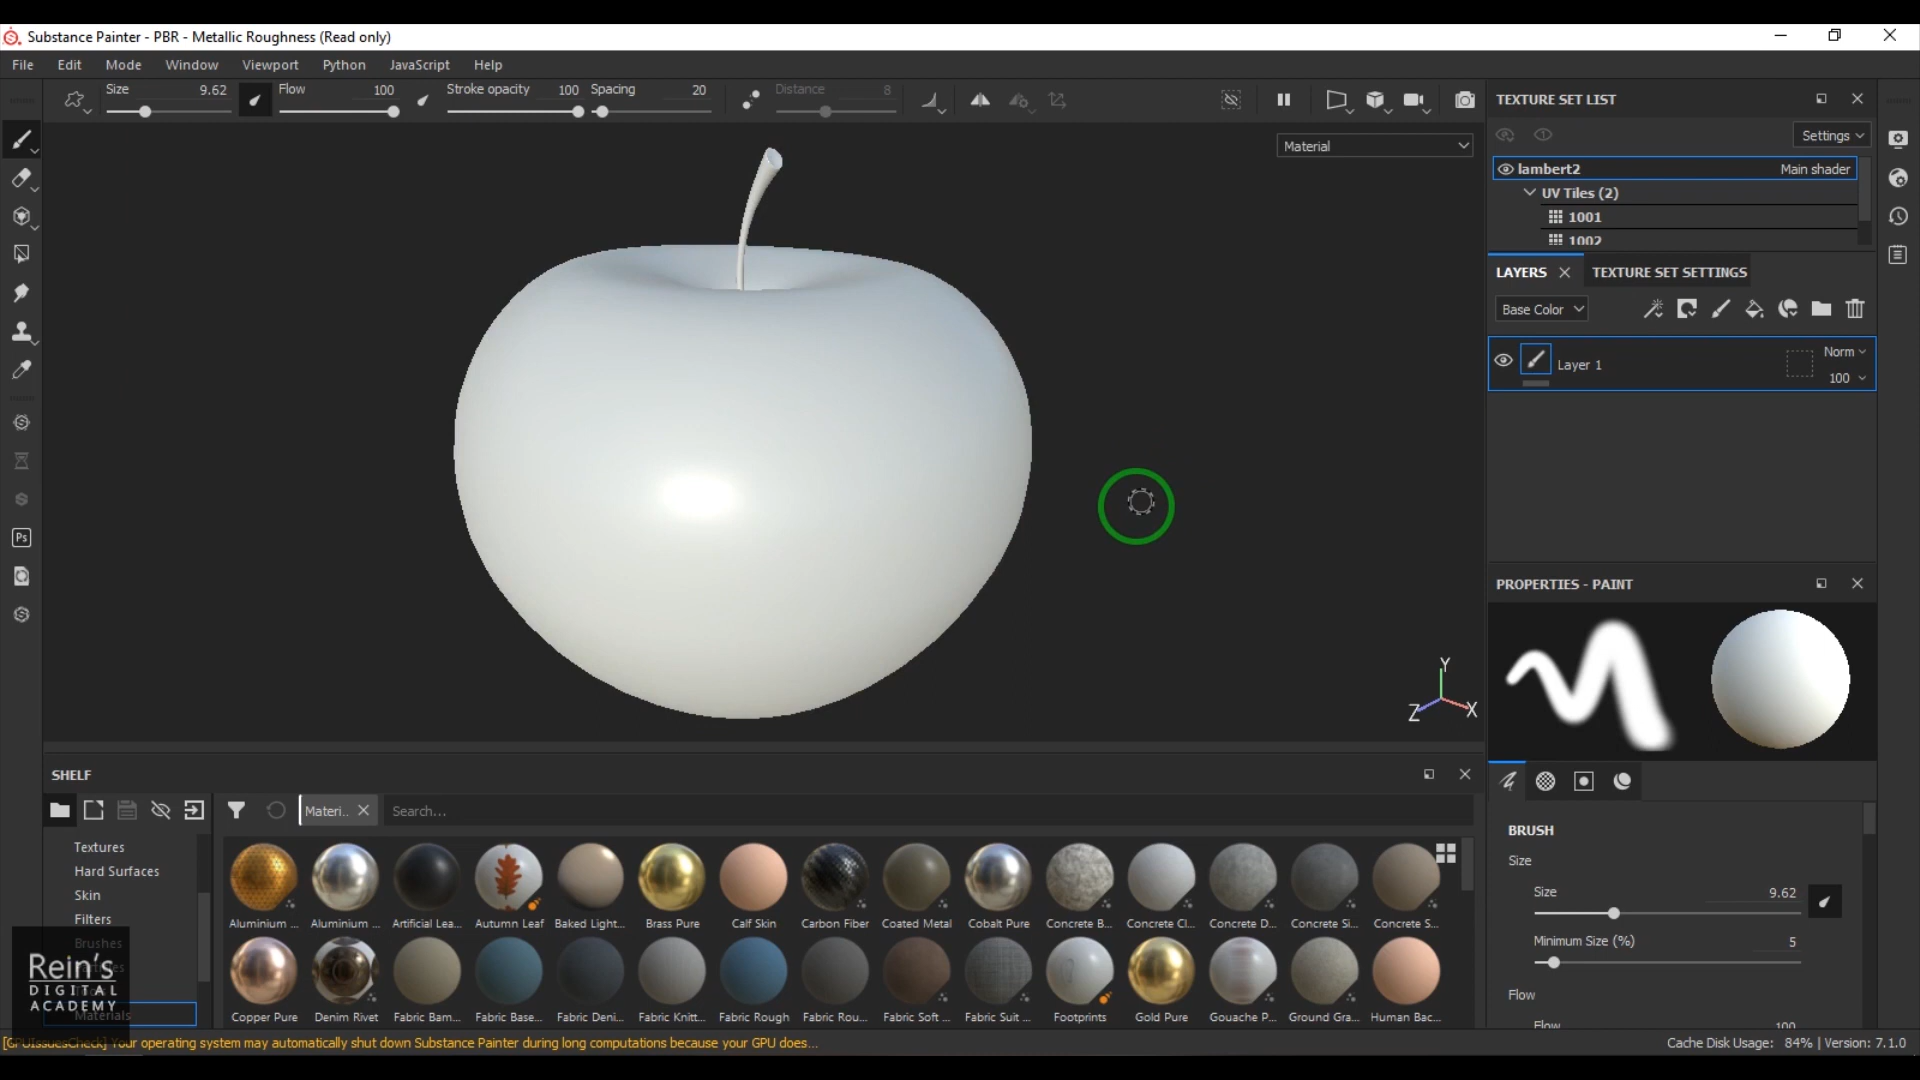 Substance Painter - PBR - Metallic Roughness (Read only)
File Edit Mode Window Viewport Python JavaScript Help
Size 9.62 Flow 100 Stroke opacity 100 Spacing 20 Distance 8
Material
TEXTURE SET LIST
Settings
lambert2 Main shader
UV Tiles (2)
1001
1002
LAYERS TEXTURE SET SETTINGS
Base Color
Layer 1 Norm
100
Ps
Y
Z X
PROPERTIES - PAINT
SHELF
Materi.. Search...
Textures
Hard Surfaces
Skin
Filters
Brushes
Materials
Rein's
DIGITAL
ACADEMY
Aluminium ... Aluminium ... Artificial Lea... Autumn Leaf Baked Light... Brass Pure Calf Skin Carbon Fiber Coated Metal Cobalt Pure Concrete B... Concrete Cl... Concrete D... Concrete Si... Concrete S...
Copper Pure Denim Rivet Fabric Bam... Fabric Base... Fabric Deni... Fabric Knitt... Fabric Rough Fabric Rou... Fabric Soft ... Fabric Suit ... Footprints Gold Pure Gouache P... Ground Gra... Human Bac...
BRUSH
Size
Size 9.62
Minimum Size (%) 5
Flow
Flow 100
[GPUIssuesCheck] Your operating system may automatically shut down Substance Painter during long computations because your GPU does...
Cache Disk Usage: 84% | Version: 7.1.0